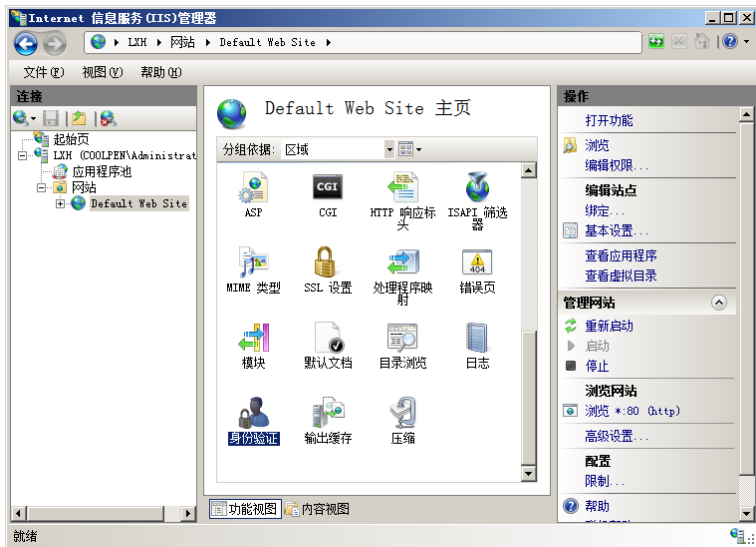 Internet 信息服务(IIS)管理器
LXH 网站 Default Web Site
文件(F) 视图(V) 帮助(H)
连接
起始页
LXH (COOLPEN\Administrat
应用程序池
网站
Default Web Site
Default Web Site 主页
分组依据: 区域
ASP CGI HTTP 响应标头 ISAPI 筛选器
MIME 类型 SSL 设置 处理程序映射 错误页
模块 默认文档 目录浏览 日志
身份验证 输出缓存 压缩
功能视图 内容视图
操作
打开功能
浏览
编辑权限...
编辑站点
绑定...
基本设置...
查看应用程序
查看虚拟目录
管理网站
重新启动
启动
停止
浏览网站
浏览 *:80 (http)
高级设置...
配置
限制...
帮助
就绪